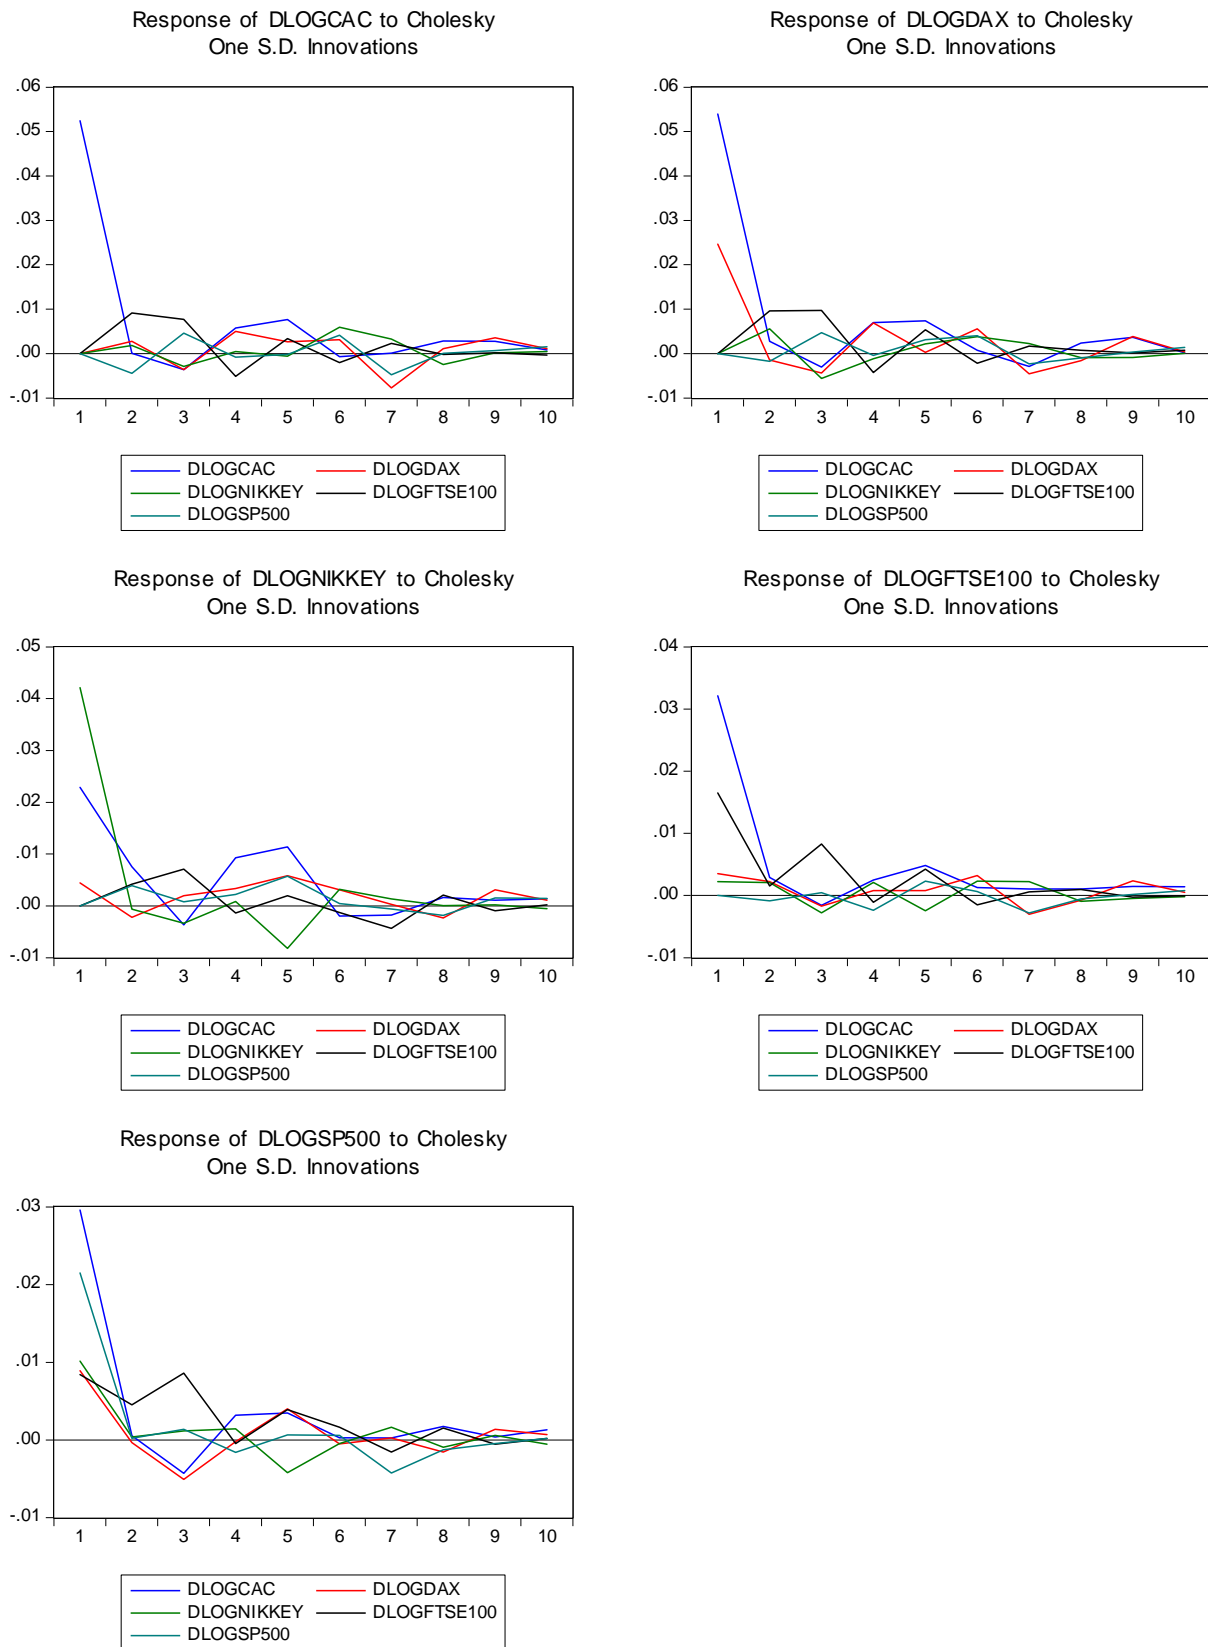 Response of DLOGCAC to Cholesky
One S.D. Innovations
.06
.05
.04
.03
.02
.01
.00
-.01
1 2 3 4 5 6 7 8 9 10
DLOGCAC DLOGDAX
DLOGNIKKEY DLOGFTSE100
DLOGSP500
Response of DLOGDAX to Cholesky
One S.D. Innovations
.06
.05
.04
.03
.02
.01
.00
-.01
1 2 3 4 5 6 7 8 9 10
DLOGCAC DLOGDAX
DLOGNIKKEY DLOGFTSE100
DLOGSP500
Response of DLOGNIKKEY to Cholesky
One S.D. Innovations
.05
.04
.03
.02
.01
.00
-.01
1 2 3 4 5 6 7 8 9 10
DLOGCAC DLOGDAX
DLOGNIKKEY DLOGFTSE100
DLOGSP500
Response of DLOGFTSE100 to Cholesky
One S.D. Innovations
.04
.03
.02
.01
.00
-.01
1 2 3 4 5 6 7 8 9 10
DLOGCAC DLOGDAX
DLOGNIKKEY DLOGFTSE100
DLOGSP500
Response of DLOGSP500 to Cholesky
One S.D. Innovations
.03
.02
.01
.00
-.01
1 2 3 4 5 6 7 8 9 10
DLOGCAC DLOGDAX
DLOGNIKKEY DLOGFTSE100
DLOGSP500